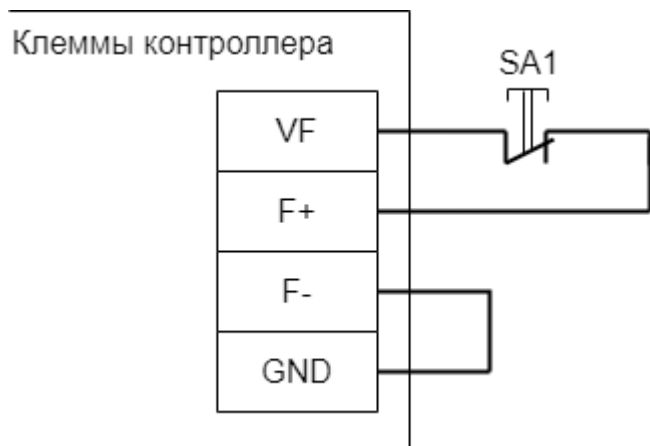 Клеммы контроллера
SA1
VF
F+
F-
GND